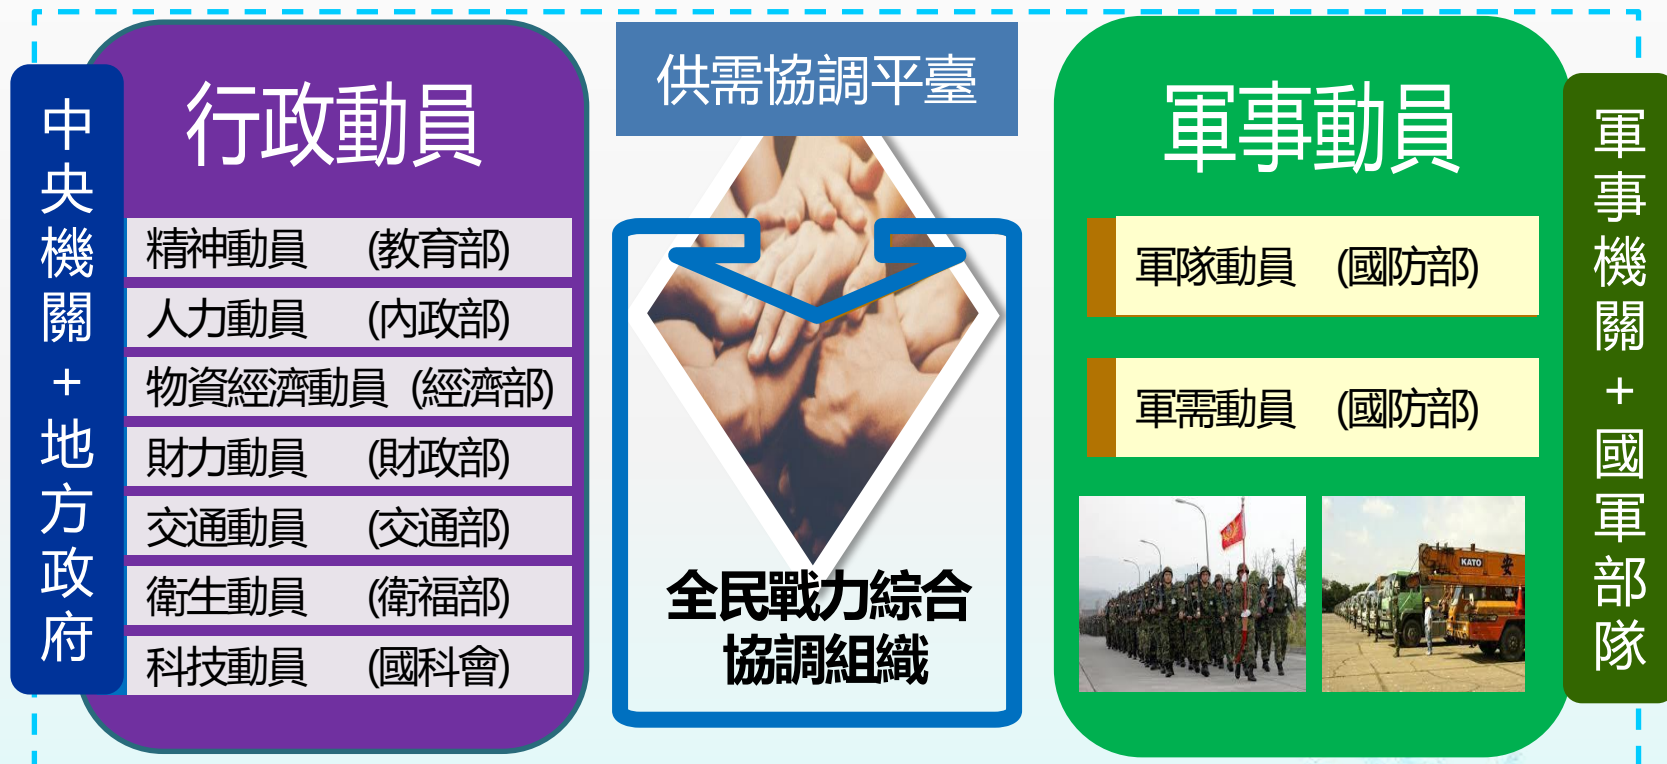 中央機關+地方政府
行政動員
精神動員 (教育部)
人力動員 (內政部)
物資經濟動員 (經濟部)
財力動員 (財政部)
交通動員 (交通部)
衛生動員 (衛福部)
科技動員 (國科會)
供需協調平臺
全民戰力綜合
協調組織
軍事動員
軍隊動員 (國防部)
軍需動員 (國防部)
KATO
安
軍事機關+國軍部隊